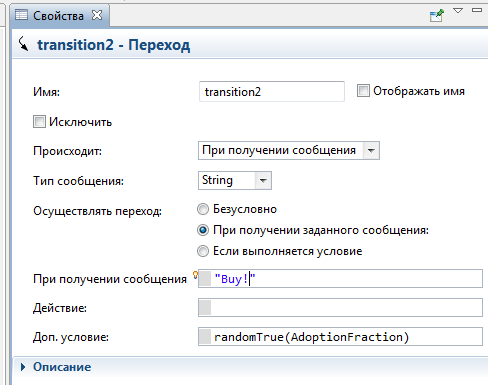 Свойства
transition2 - Переход
Имя: transition2 Отображать имя
Исключить
Происходит: При получении сообщения
Тип сообщения: String
Осуществлять переход: Безусловно
При получении заданного сообщения:
Если выполняется условие
При получении сообщения "Buy!"
Действие:
Доп. условие: randomTrue(AdoptionFraction)
Описание